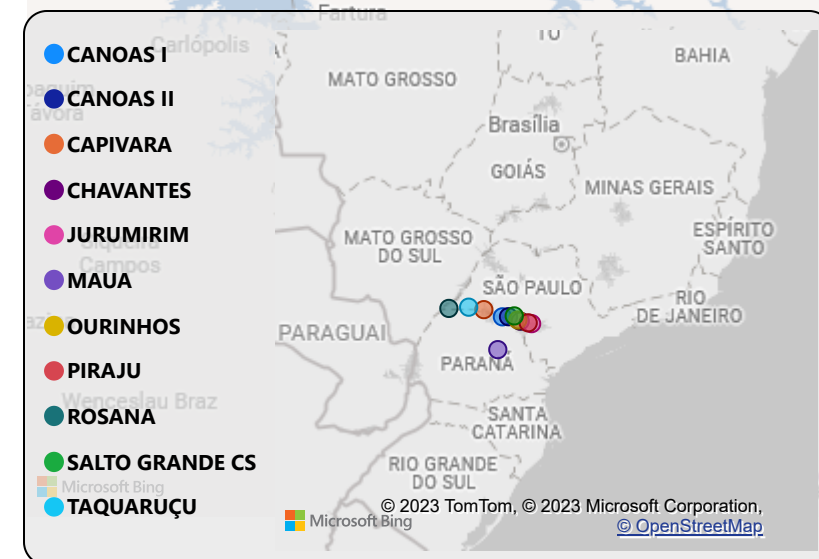 Fartura
Carlópolis
CANOAS I
CANOAS II
CAPIVARA
CHAVANTES
JURUMIRIM
Siqueira
Campos
MAUA
OURINHOS
PIRAJU
Wenceslau Braz
ROSANA
SALTO GRANDE CS
Microsoft Bing
TAQUARUÇU
TO
BAHIA
MATO GROSSO
Brasília
GOIÁS
MINAS GERAIS
MATO GROSSO
DO SUL
ESPÍRITO
SANTO
SÃO PAULO
RIO
DE JANEIRO
PARAGUAI
PARANÁ
SANTA
CATARINA
RIO GRANDE
DO SUL
© 2023 TomTom, © 2023 Microsoft Corporation,
Microsoft Bing
© OpenStreetMap